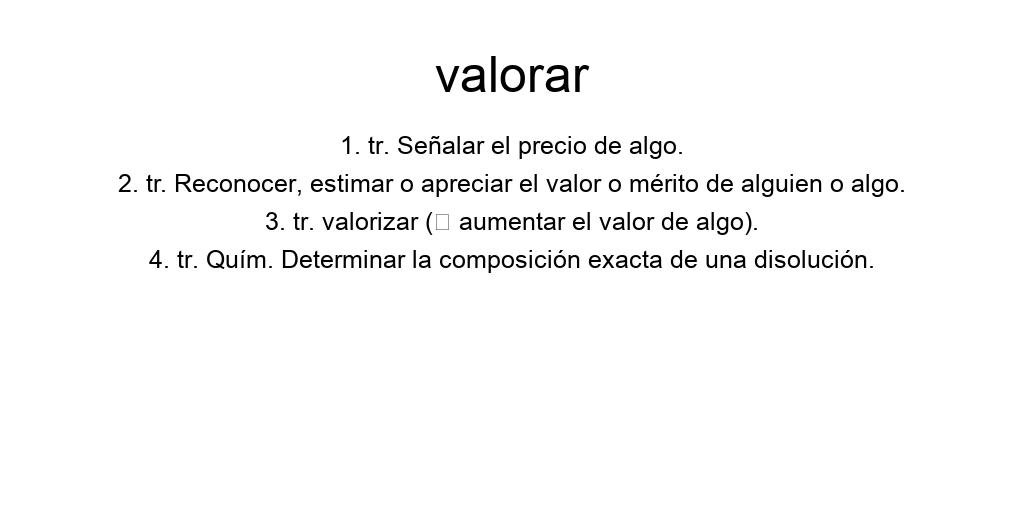 valorar
1. tr. Señalar el precio de algo.
2. tr. Reconocer, estimar o apreciar el valor o mérito de alguien o algo.
3. tr. valorizar (□ aumentar el valor de algo).
4. tr. Quím. Determinar la composición exacta de una disolución.